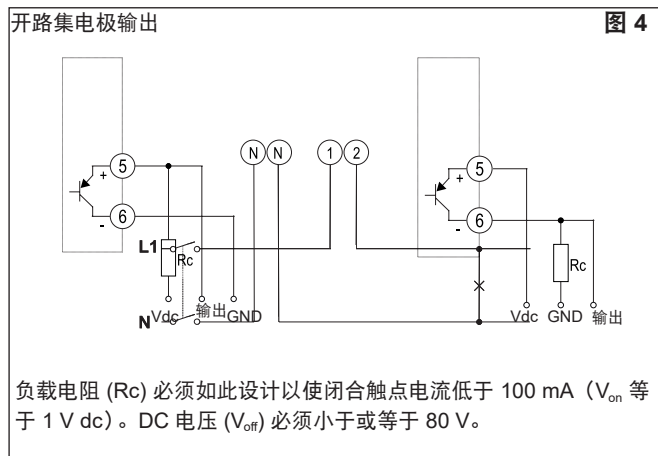 开路集电极输出 图 4
N N 1 2
+ 5
- 6
+ 5
- 6
L1
Rc
Rc
N
Vdc 输出 GND
Vdc GND 输出
负载电阻 (Rc) 必须如此设计以使闭合触点电流低于 100 mA（Von 等
于 1 V dc）。DC 电压 (Voff) 必须小于或等于 80 V。